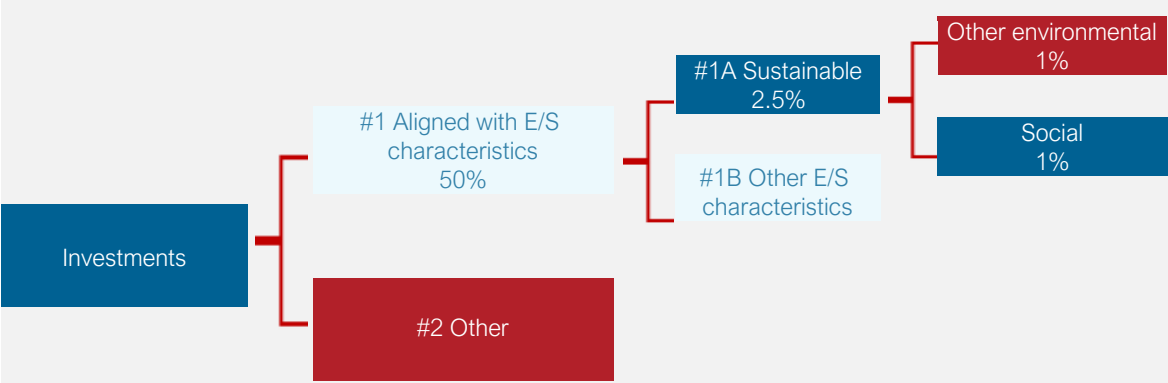 Investments
#1 Aligned with E/S
characteristics
50%
#2 Other
#1A Sustainable
2.5%
#1B Other E/S
characteristics
Other environmental
1%
Social
1%